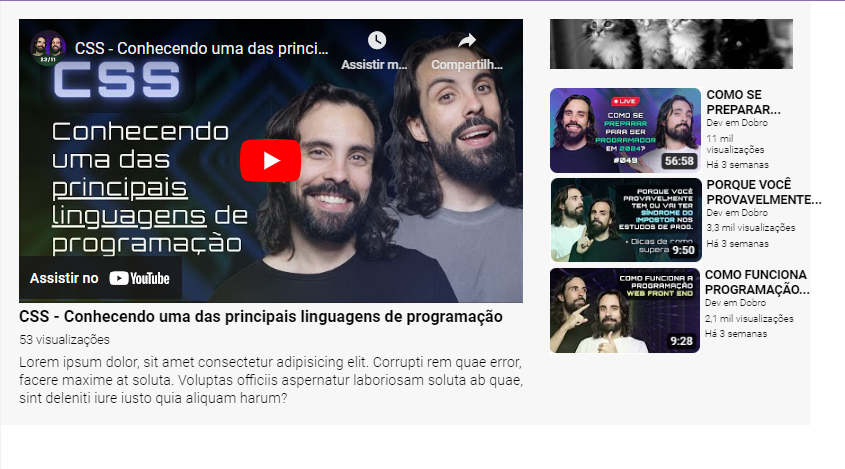 CSS - Conhecendo uma das princi...
Assistir m...
Compartilh...
CSS
Conhecendo
uma das
principais
linguagens de
programação
Assistir no YouTube
CSS - Conhecendo uma das principais linguagens de programação
53 visualizações
Lorem ipsum dolor, sit amet consectetur adipisicing elit. Corrupti rem quae error,
facere maxime at soluta. Voluptas officiis aspernatur laboriosam soluta ab quae,
sint deleniti iure iusto quia aliquam harum?
LIVE
COMO SE
PREPARAR
PARA SER
PROGRAMADOR
EM 2024?
#049
56:58
COMO SE
PREPARAR...
Dev em Dobro
11 mil
visualizações
Há 3 semanas
PORQUE VOCÊ
PROVAVELMENTE
TEM OU VAI TER
SÍNDROME DO
IMPOSTOR NOS
ESTUDOS DE PROG.
+ Dicas de como
supera
9:50
PORQUE VOCÊ
PROVAVELMENTE...
Dev em Dobro
3,3 mil visualizações
Há 3 semanas
COMO FUNCIONA
A PROGRAMAÇÃO
WEB FRONT END
9:28
COMO FUNCIONA
PROGRAMAÇÃO...
Dev em Dobro
2,1 mil visualizações
Há 3 semanas